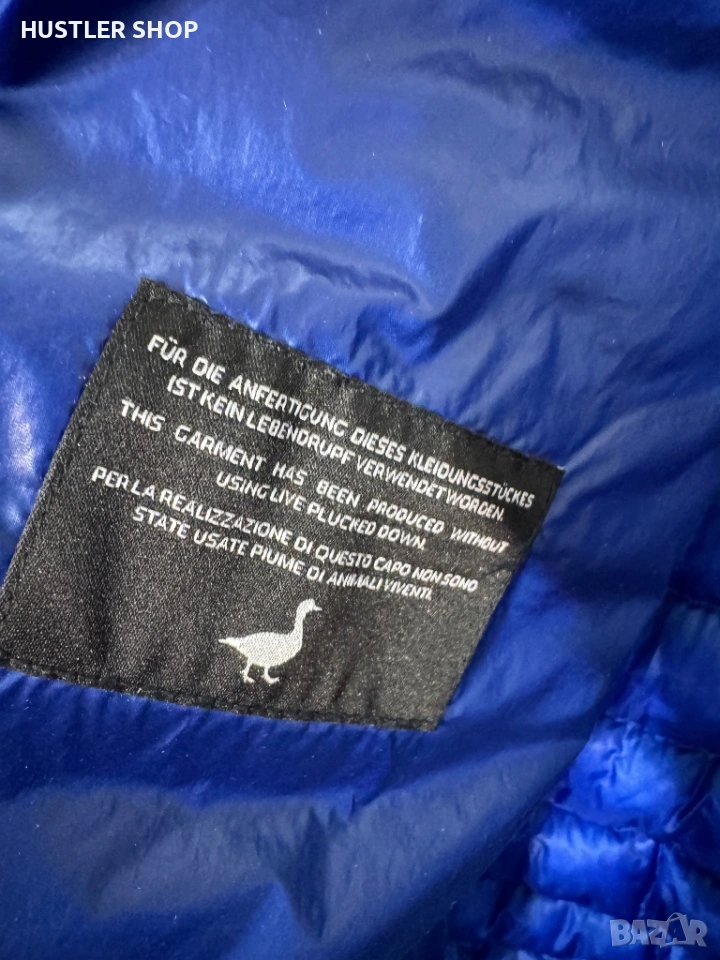 HUSTLER SHOP
FÜR DIE ANFERTIGUNG DIESES KLEIDUNGSSTÜCKES
IST KEIN LEBENDRUPF VERWENDET WORDEN.
THIS GARMENT HAS BEEN PRODUCED WITHOUT
USING LIVE PLUCKED DOWN.
PER LA REALIZZAZIONE DI QUESTO CAPO NON SONO
STATE USATE PIUME DI ANIMALI VIVENTI.
BAZAR